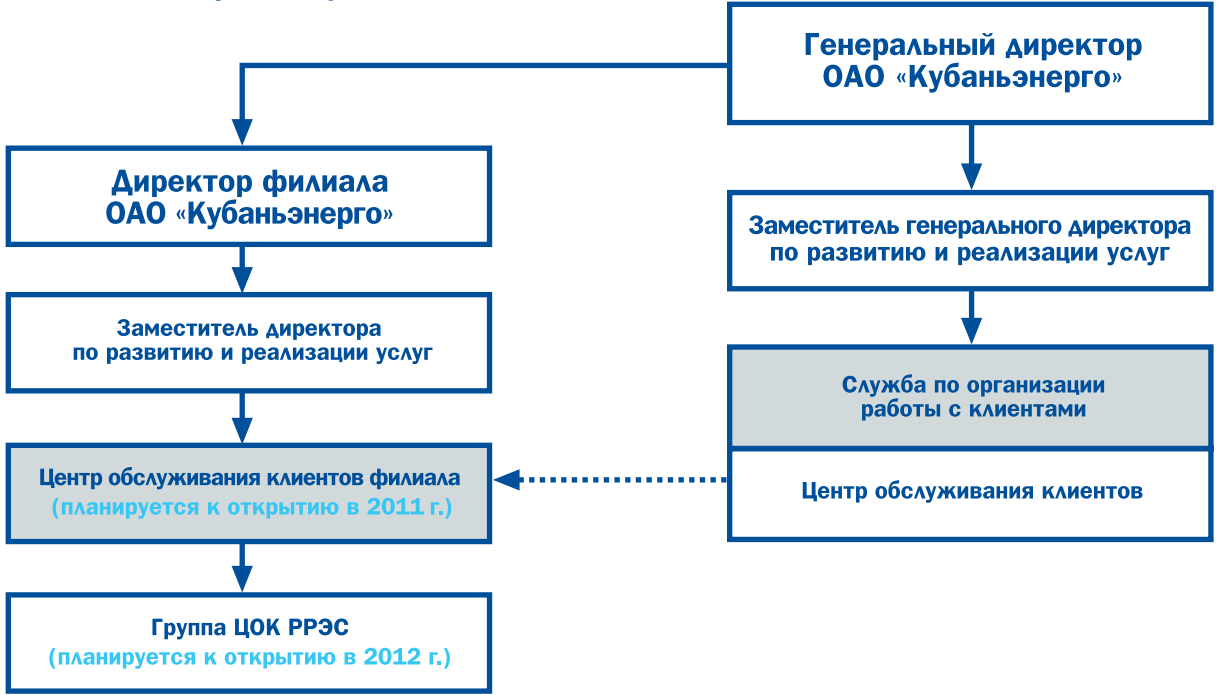 Генеральный директор
ОАО «Кубаньэнерго»
Директор филиала
ОАО «Кубаньэнерго»
Заместитель генерального директора
по развитию и реализации услуг
Заместитель директора
по развитию и реализации услуг
Служба по организации
работы с клиентами
Центр обслуживания клиентов филиала
(планируется к открытию в 2011 г.)
Центр обслуживания клиентов
Группа ЦОК РРЭС
(планируется к открытию в 2012 г.)